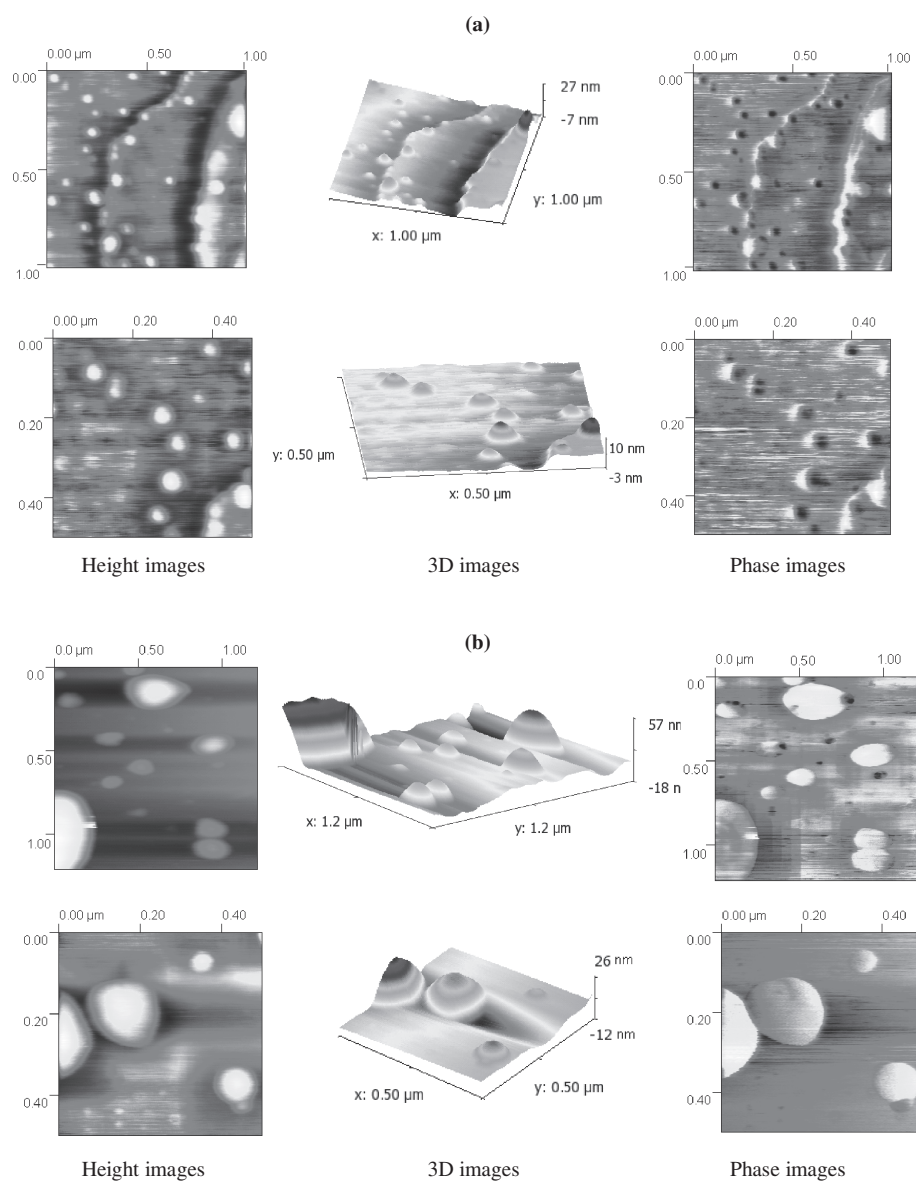 (a)
0.00 µm 0.50 1.00
0.00
0.50
1.00
27 nm
-7 nm
y: 1.00 µm
x: 1.00 µm
0.00 µm 0.50 1.00
0.00
0.50
1.00
0.00 µm 0.20 0.40
0.00
0.20
0.40
y: 0.50 µm
10 nm
-3 nm
x: 0.50 µm
0.00 µm 0.20 0.40
0.00
0.20
0.40
Height images 3D images Phase images
(b)
0.0 µm 0.50 1.00
0.0
0.50
1.00
57 nm
-18 n
x: 1.2 µm
y: 1.2 µm
0.0 µm 0.50 1.00
0.0
0.50
1.00
0.00 µm 0.20 0.40
0.00
0.20
0.40
26 nm
-12 nm
x: 0.50 µm
y: 0.50 µm
0.00 µm 0.20 0.40
0.00
0.20
0.40
Height images 3D images Phase images